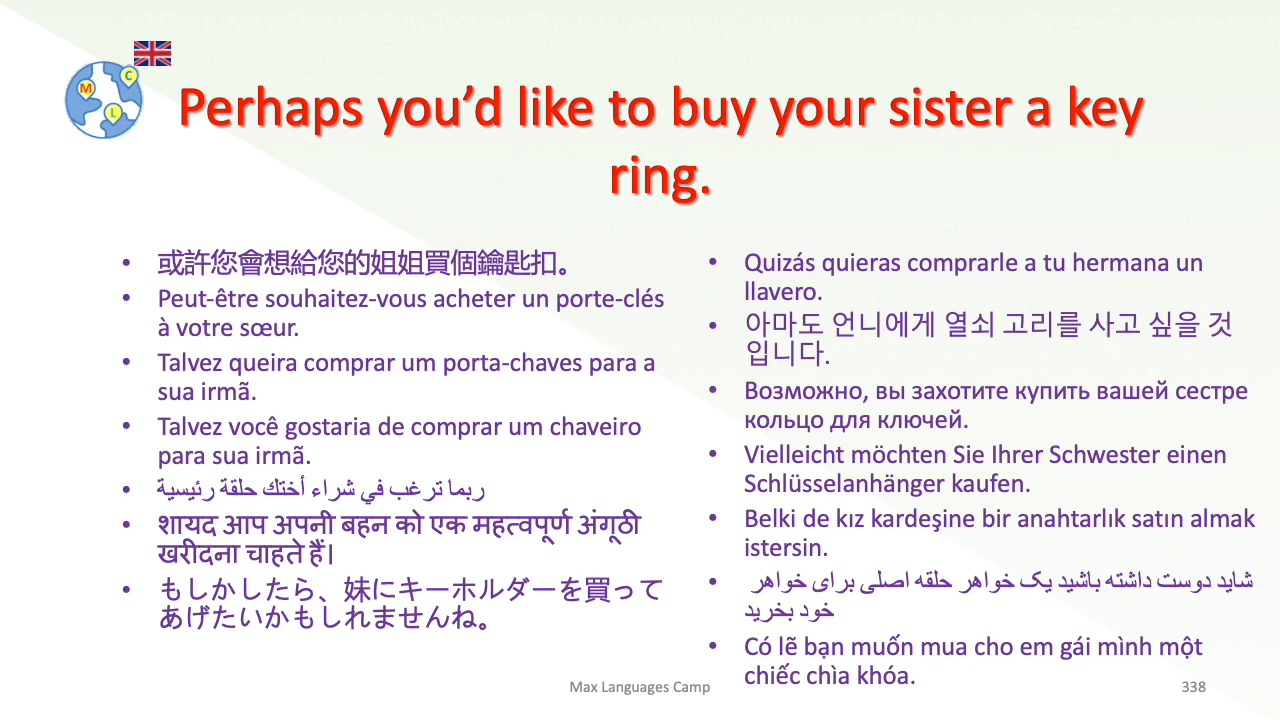 M
C
L
Perhaps you’d like to buy your sister a key
ring.
• 或許您會想給您的姐姐買個鑰匙扣。
• Peut-être souhaitez-vous acheter un porte-clés
à votre sœur.
• Talvez queira comprar um porta-chaves para a
sua irmã.
• Talvez você gostaria de comprar um chaveiro
para sua irmã.
• ربما ترغب في شراء أختك حلقة رئيسية
• शायद आप अपनी बहन को एक महत्वपूर्ण अंगूठी
खरीदना चाहते हैं।
• もしかしたら、妹にキーホルダーを買って
あげたいかもしれませんね。
• Quizás quieras comprarle a tu hermana un
llavero.
• 아마도 언니에게 열쇠 고리를 사고 싶을 것
입니다.
• Возможно, вы захотите купить вашей сестре
кольцо для ключей.
• Vielleicht möchten Sie Ihrer Schwester einen
Schlüsselanhänger kaufen.
• Belki de kız kardeşine bir anahtarlık satın almak
istersin.
• شاید دوست داشته باشید یک خواهر حلقه اصلی برای خواهر
خود بخرید
• Có lẽ bạn muốn mua cho em gái mình một
chiếc chìa khóa.
Max Languages Camp
338